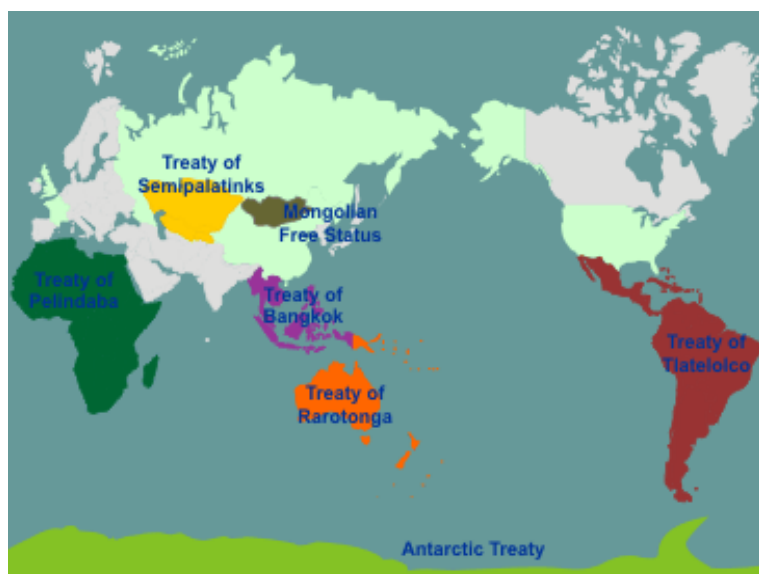 Treaty of
Semipalatinks
Mongolian
Free Status
Treaty of
Pelindaba
Treaty of
Bangkok
Treaty of
Tlatelolco
Treaty of
Rarotonga
Antarctic Treaty